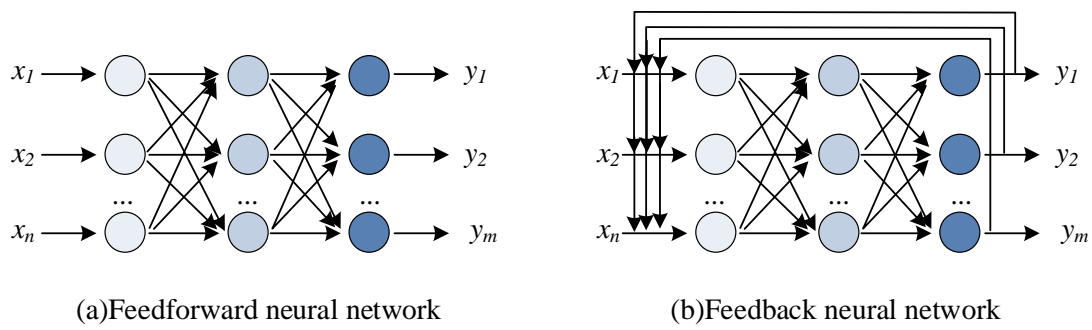 x1 y1 x1 y1
x2 y2 x2 y2
... ... ... ... ... ...
xn ym xn ym
(a)Feedforward neural network (b)Feedback neural network